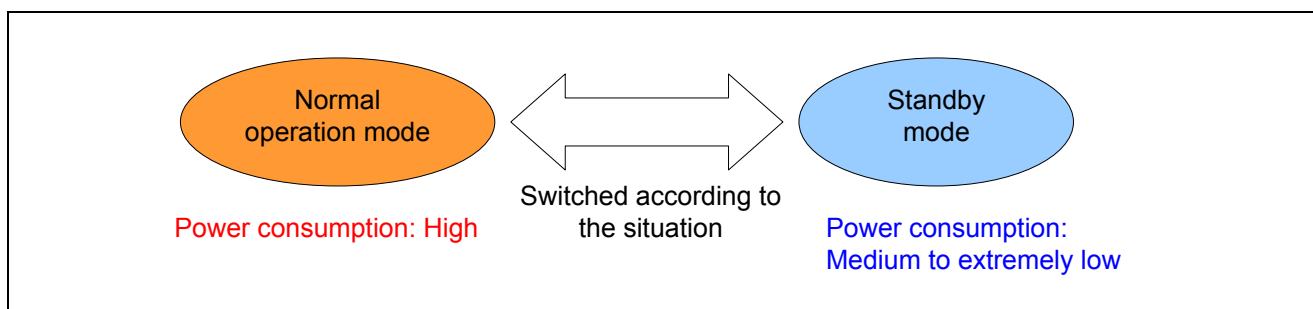 Normal
operation mode
Standby
mode
Switched according to
the situation
Power consumption: High
Power consumption:
Medium to extremely low